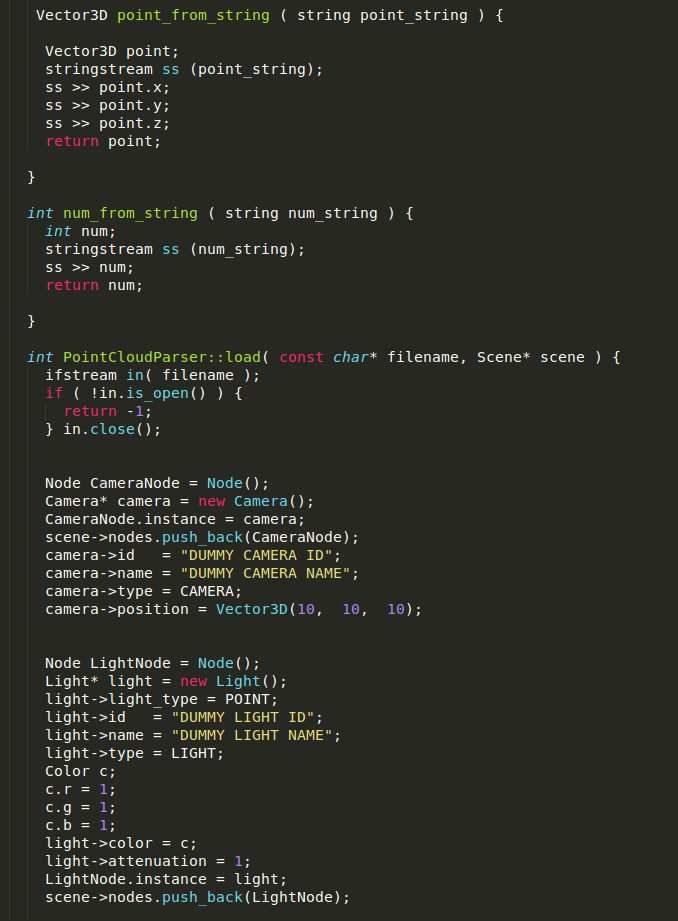 Vector3D point_from_string ( string point_string ) {
Vector3D point;
stringstream ss (point_string);
ss >> point.x;
ss >> point.y;
ss >> point.z;
return point;
}
int num_from_string ( string num_string ) {
int num;
stringstream ss (num_string);
ss >> num;
return num;
}
int PointCloudParser::load( const char* filename, Scene* scene ) {
ifstream in( filename );
if ( !in.is_open() ) {
return -1;
} in.close();
Node CameraNode = Node();
Camera* camera = new Camera();
CameraNode.instance = camera;
scene->nodes.push_back(CameraNode);
camera->id   = "DUMMY CAMERA ID";
camera->name = "DUMMY CAMERA NAME";
camera->type = CAMERA;
camera->position = Vector3D(10,  10,  10);
Node LightNode = Node();
Light* light = new Light();
light->light_type = POINT;
light->id   = "DUMMY LIGHT ID";
light->name = "DUMMY LIGHT NAME";
light->type = LIGHT;
Color c;
c.r = 1;
c.g = 1;
c.b = 1;
light->color = c;
light->attenuation = 1;
LightNode.instance = light;
scene->nodes.push_back(LightNode);